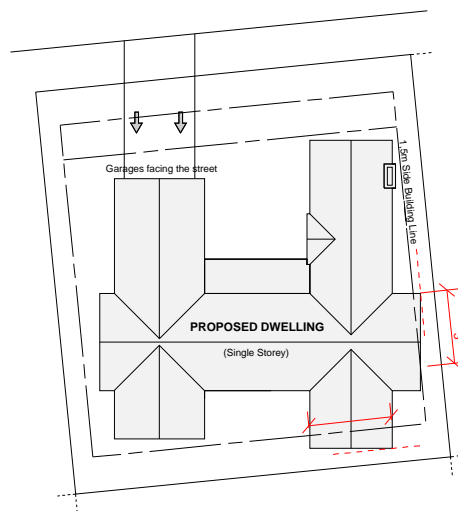 Garages facing the street
1.5m Side Building Line
PROPOSED DWELLING
(Single Storey)